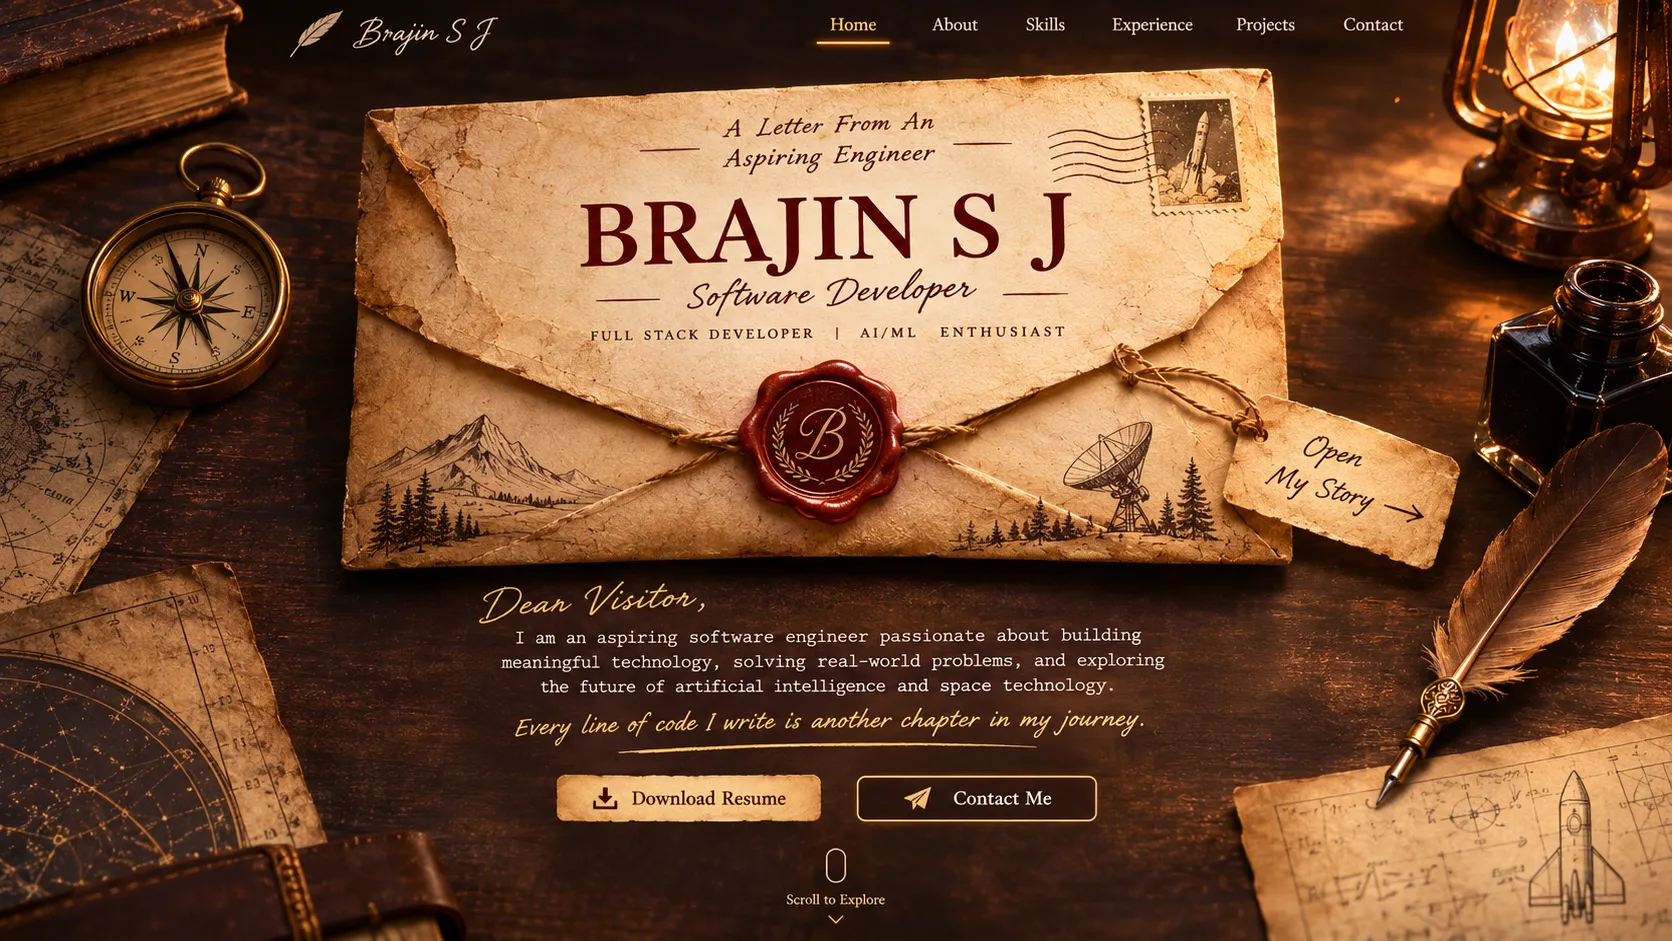 Brajin S J
Home About Skills Experience Projects Contact
A Letter From An
Aspiring Engineer
BRAJIN S J
Software Developer
FULL STACK DEVELOPER | AI/ML ENTHUSIAST
B
N
W
E
S
Open
My Story →
Dear Visitor,
I am an aspiring software engineer passionate about building
meaningful technology, solving real-world problems, and exploring
the future of artificial intelligence and space technology.
Every line of code I write is another chapter in my journey.
Download Resume
Contact Me
Scroll to Explore